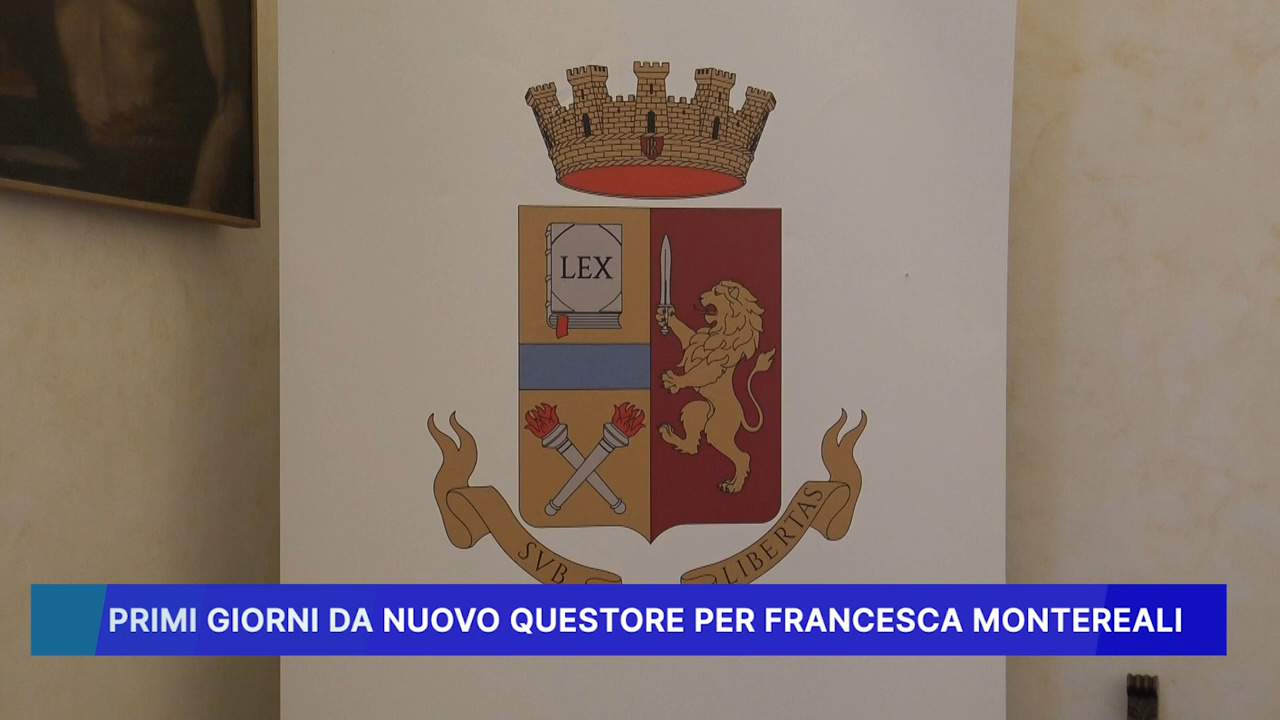 LEX
SVB
LIBERTAS
PRIMI GIORNI DA NUOVO QUESTORE PER FRANCESCA MONTEREALI